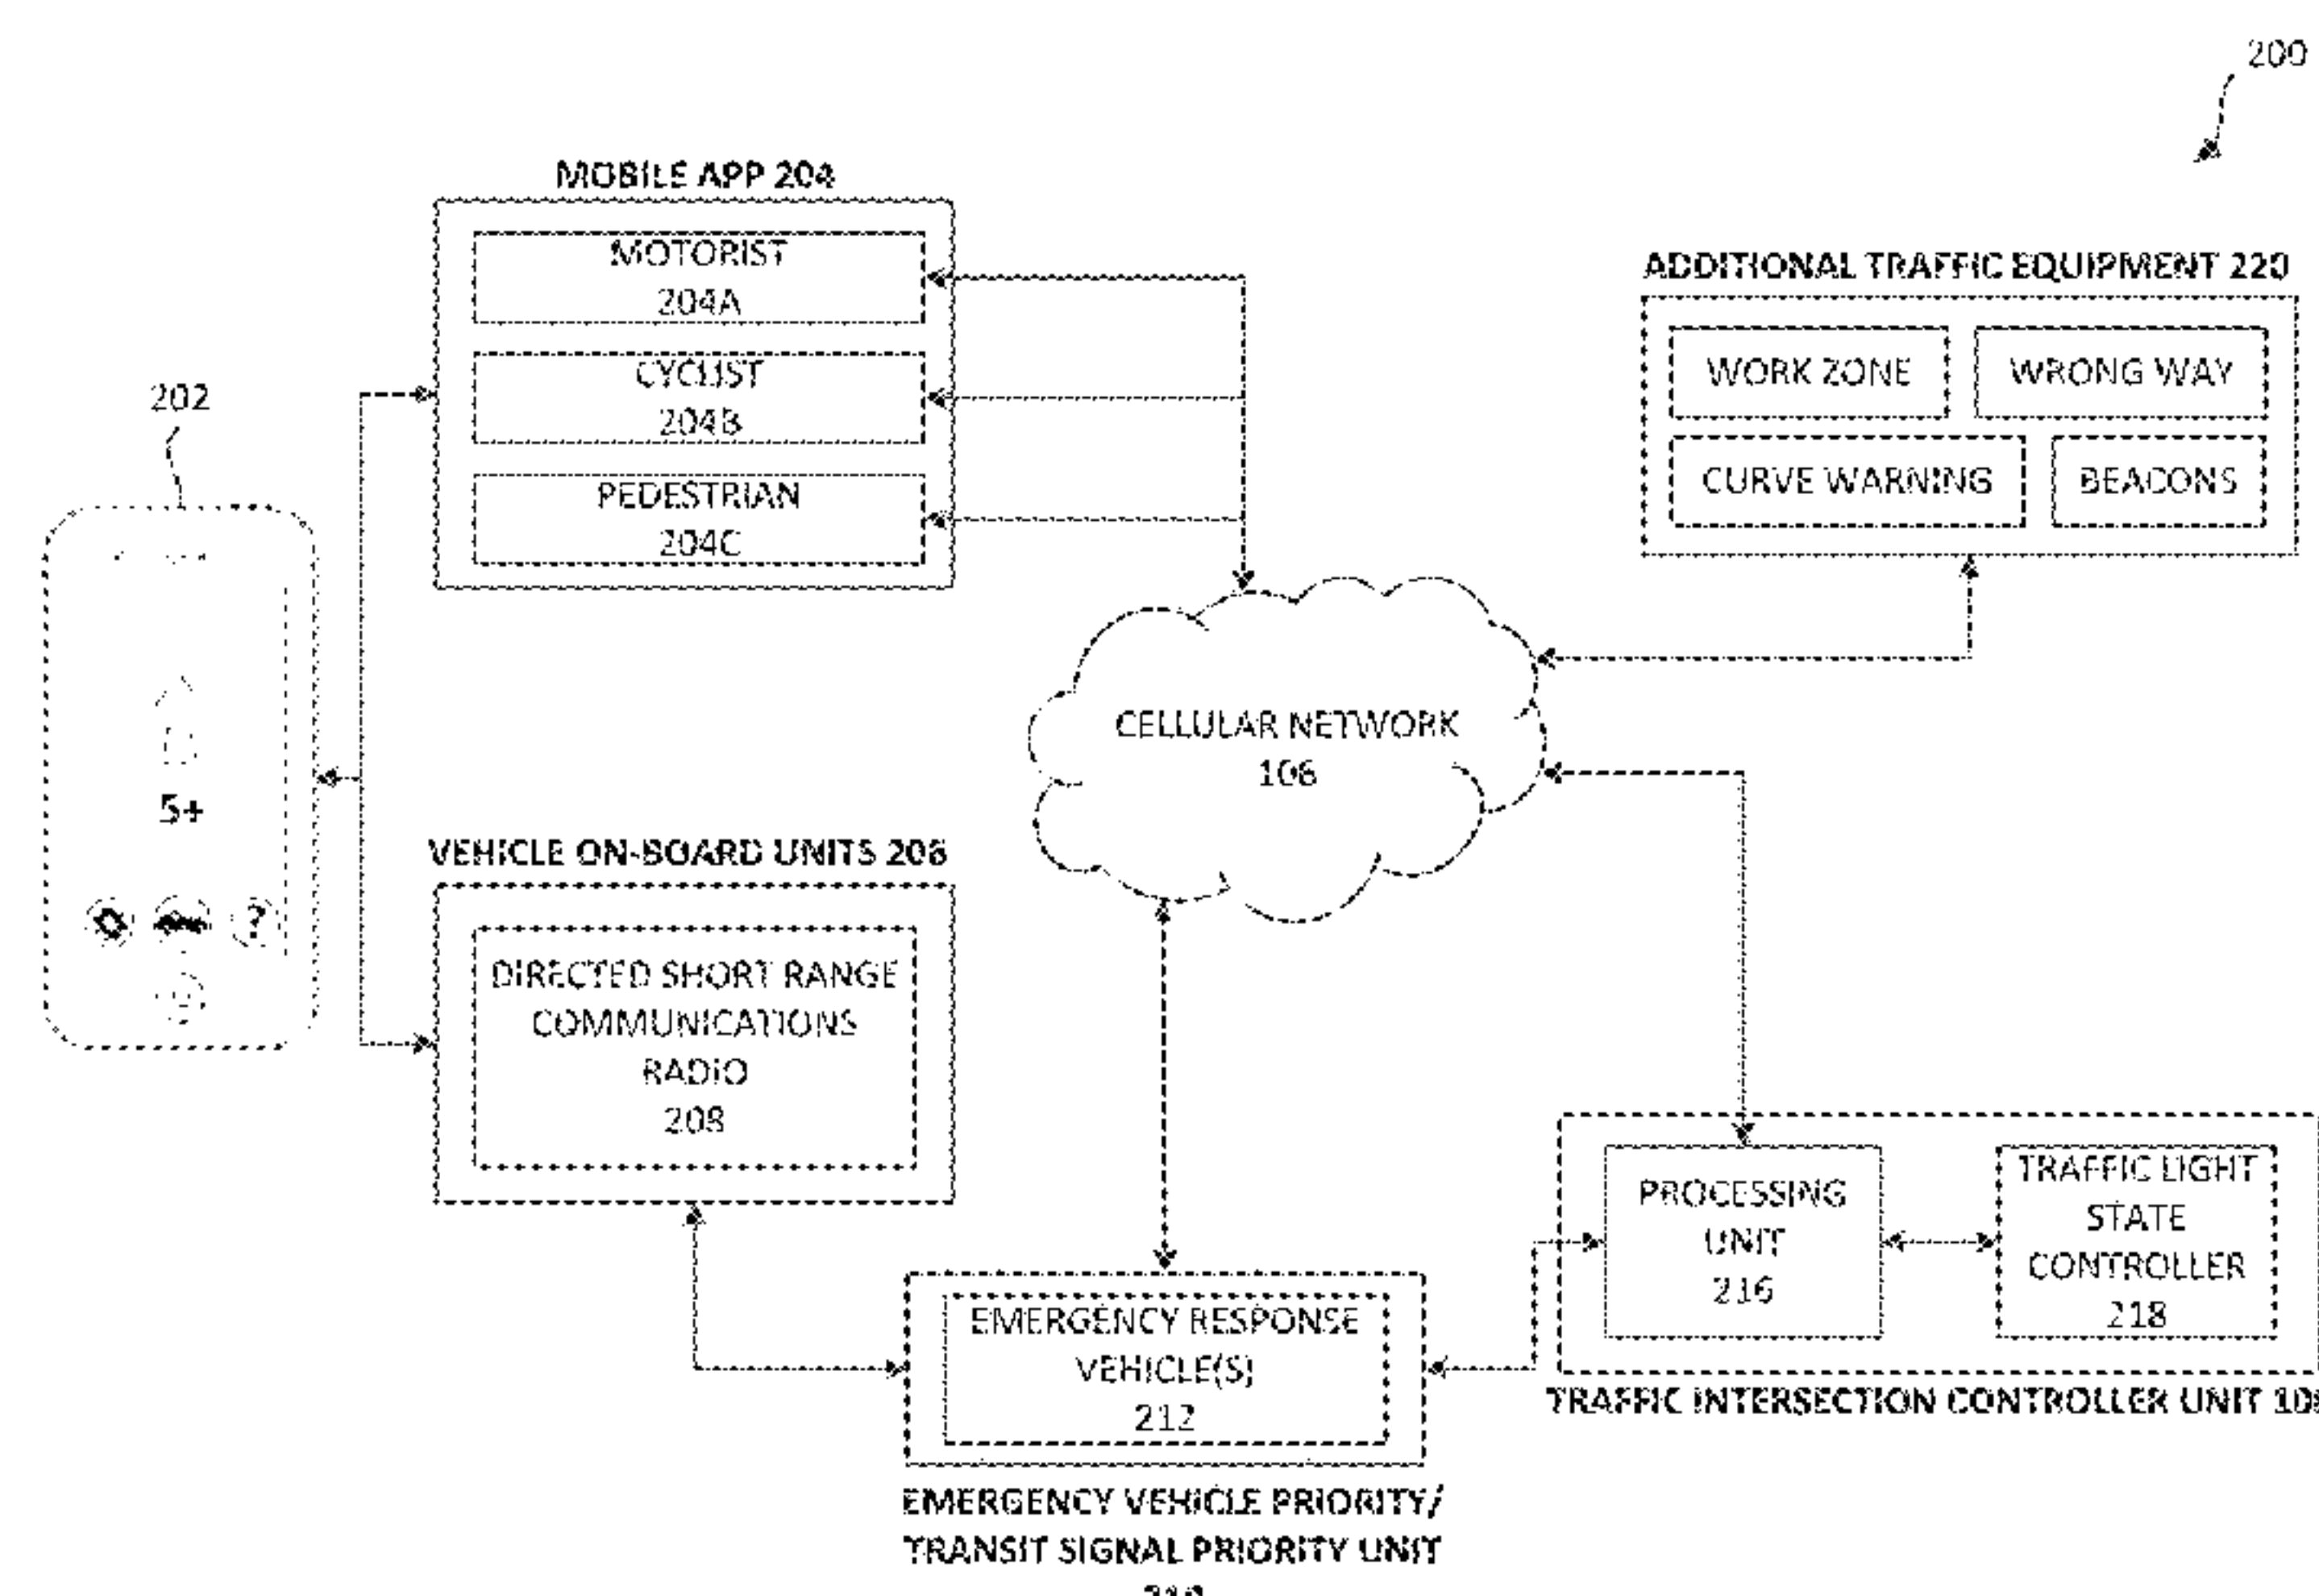 200
MOBILE APP 204
MOTORIST
204A
CYCLIST
204B
PEDESTRIAN
204C
ADDITIONAL TRAFFIC EQUIPMENT 220
WORK ZONE
WRONG WAY
CURVE WARNING
BEACONS
202
5+
?
CELLULAR NETWORK
106
VEHICLE ON-BOARD UNITS 206
DIRECTED SHORT RANGE
COMMUNICATIONS
RADIO
208
PROCESSING
UNIT
216
TRAFFIC LIGHT
STATE
CONTROLLER
218
TRAFFIC INTERSECTION CONTROLLER UNIT
EMERGENCY RESPONSE
VEHICLE(S)
212
EMERGENCY VEHICLE PRIORITY/
TRANSIT SIGNAL PRIORITY UNIT